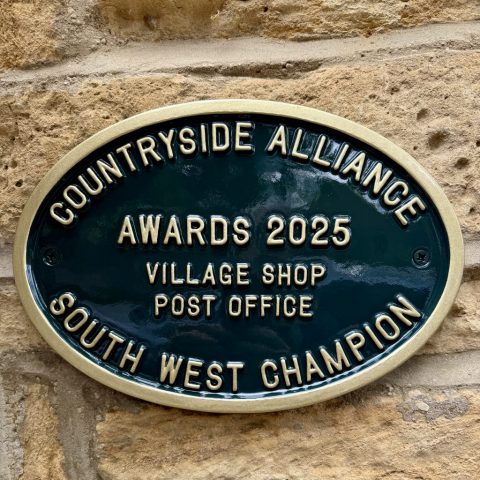 COUNTRYSIDE ALLIANCE
AWARDS 2025
VILLAGE SHOP
POST OFFICE
SOUTH WEST CHAMPION